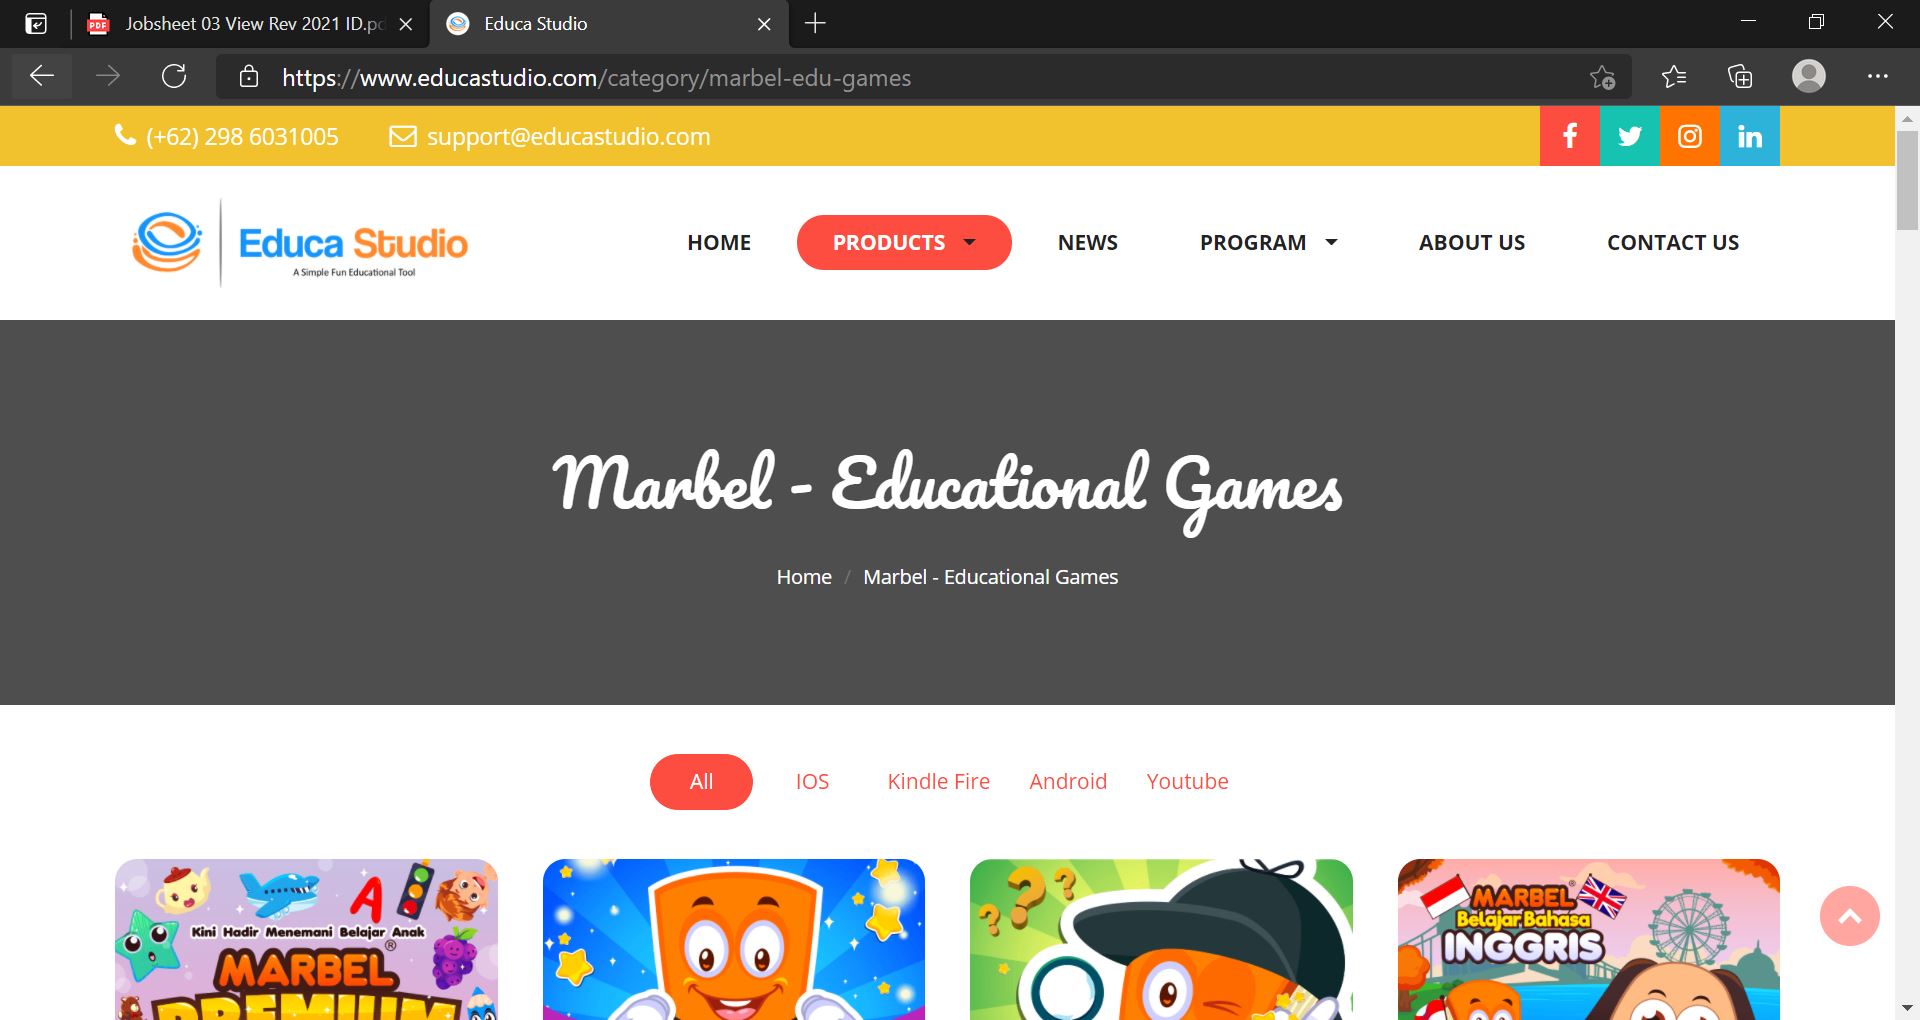 Jobsheet 03 View Rev 2021 ID.pd
Educa Studio
https://www.educastudio.com/category/marbel-edu-games
(+62) 298 6031005
support@educastudio.com
Educa Studio
A Simple Fun Educational Tool
HOME
PRODUCTS
NEWS
PROGRAM
ABOUT US
CONTACT US
Marbel - Educational Games
Home / Marbel - Educational Games
All
IOS
Kindle Fire
Android
Youtube
A
Kini Hadir Menemani Belajar Anak
MARBEL®
PREMIUM
???
MARBEL®
Belajar Bahasa
INGGRIS